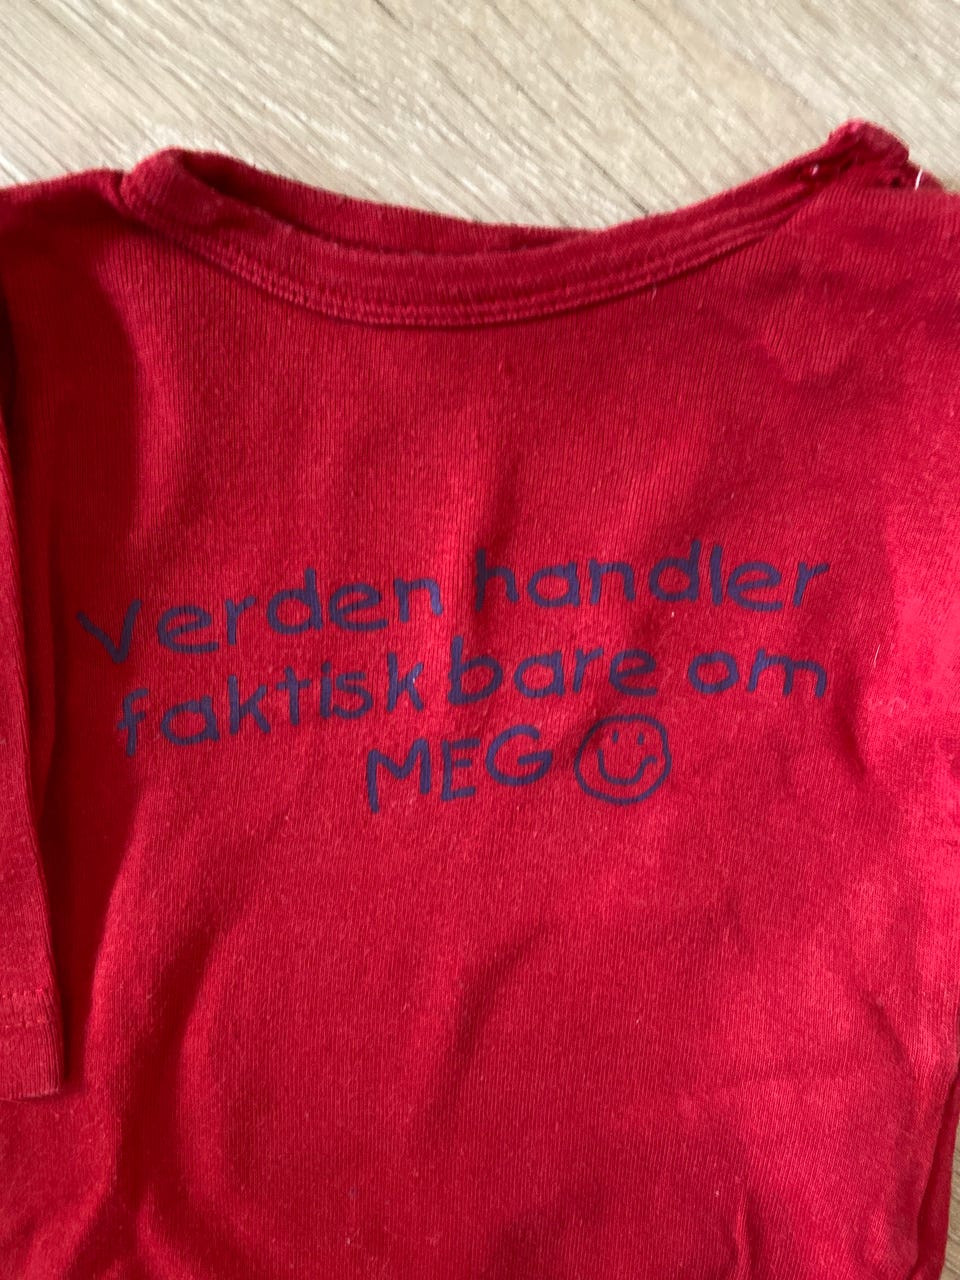 Verden handler
faktisk bare om
MEG